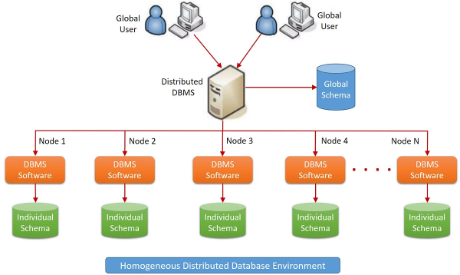 Global
User
Global
User
Distributed
DBMS
Global
Schema
Node 1
Node 2
Node 3
Node 4
Node N
DBMS
Software
DBMS
Software
DBMS
Software
DBMS
Software
DBMS
Software
Individual
Schema
Individual
Schema
Individual
Schema
Individual
Schema
Individual
Schema
Homogeneous Distributed Database Environment